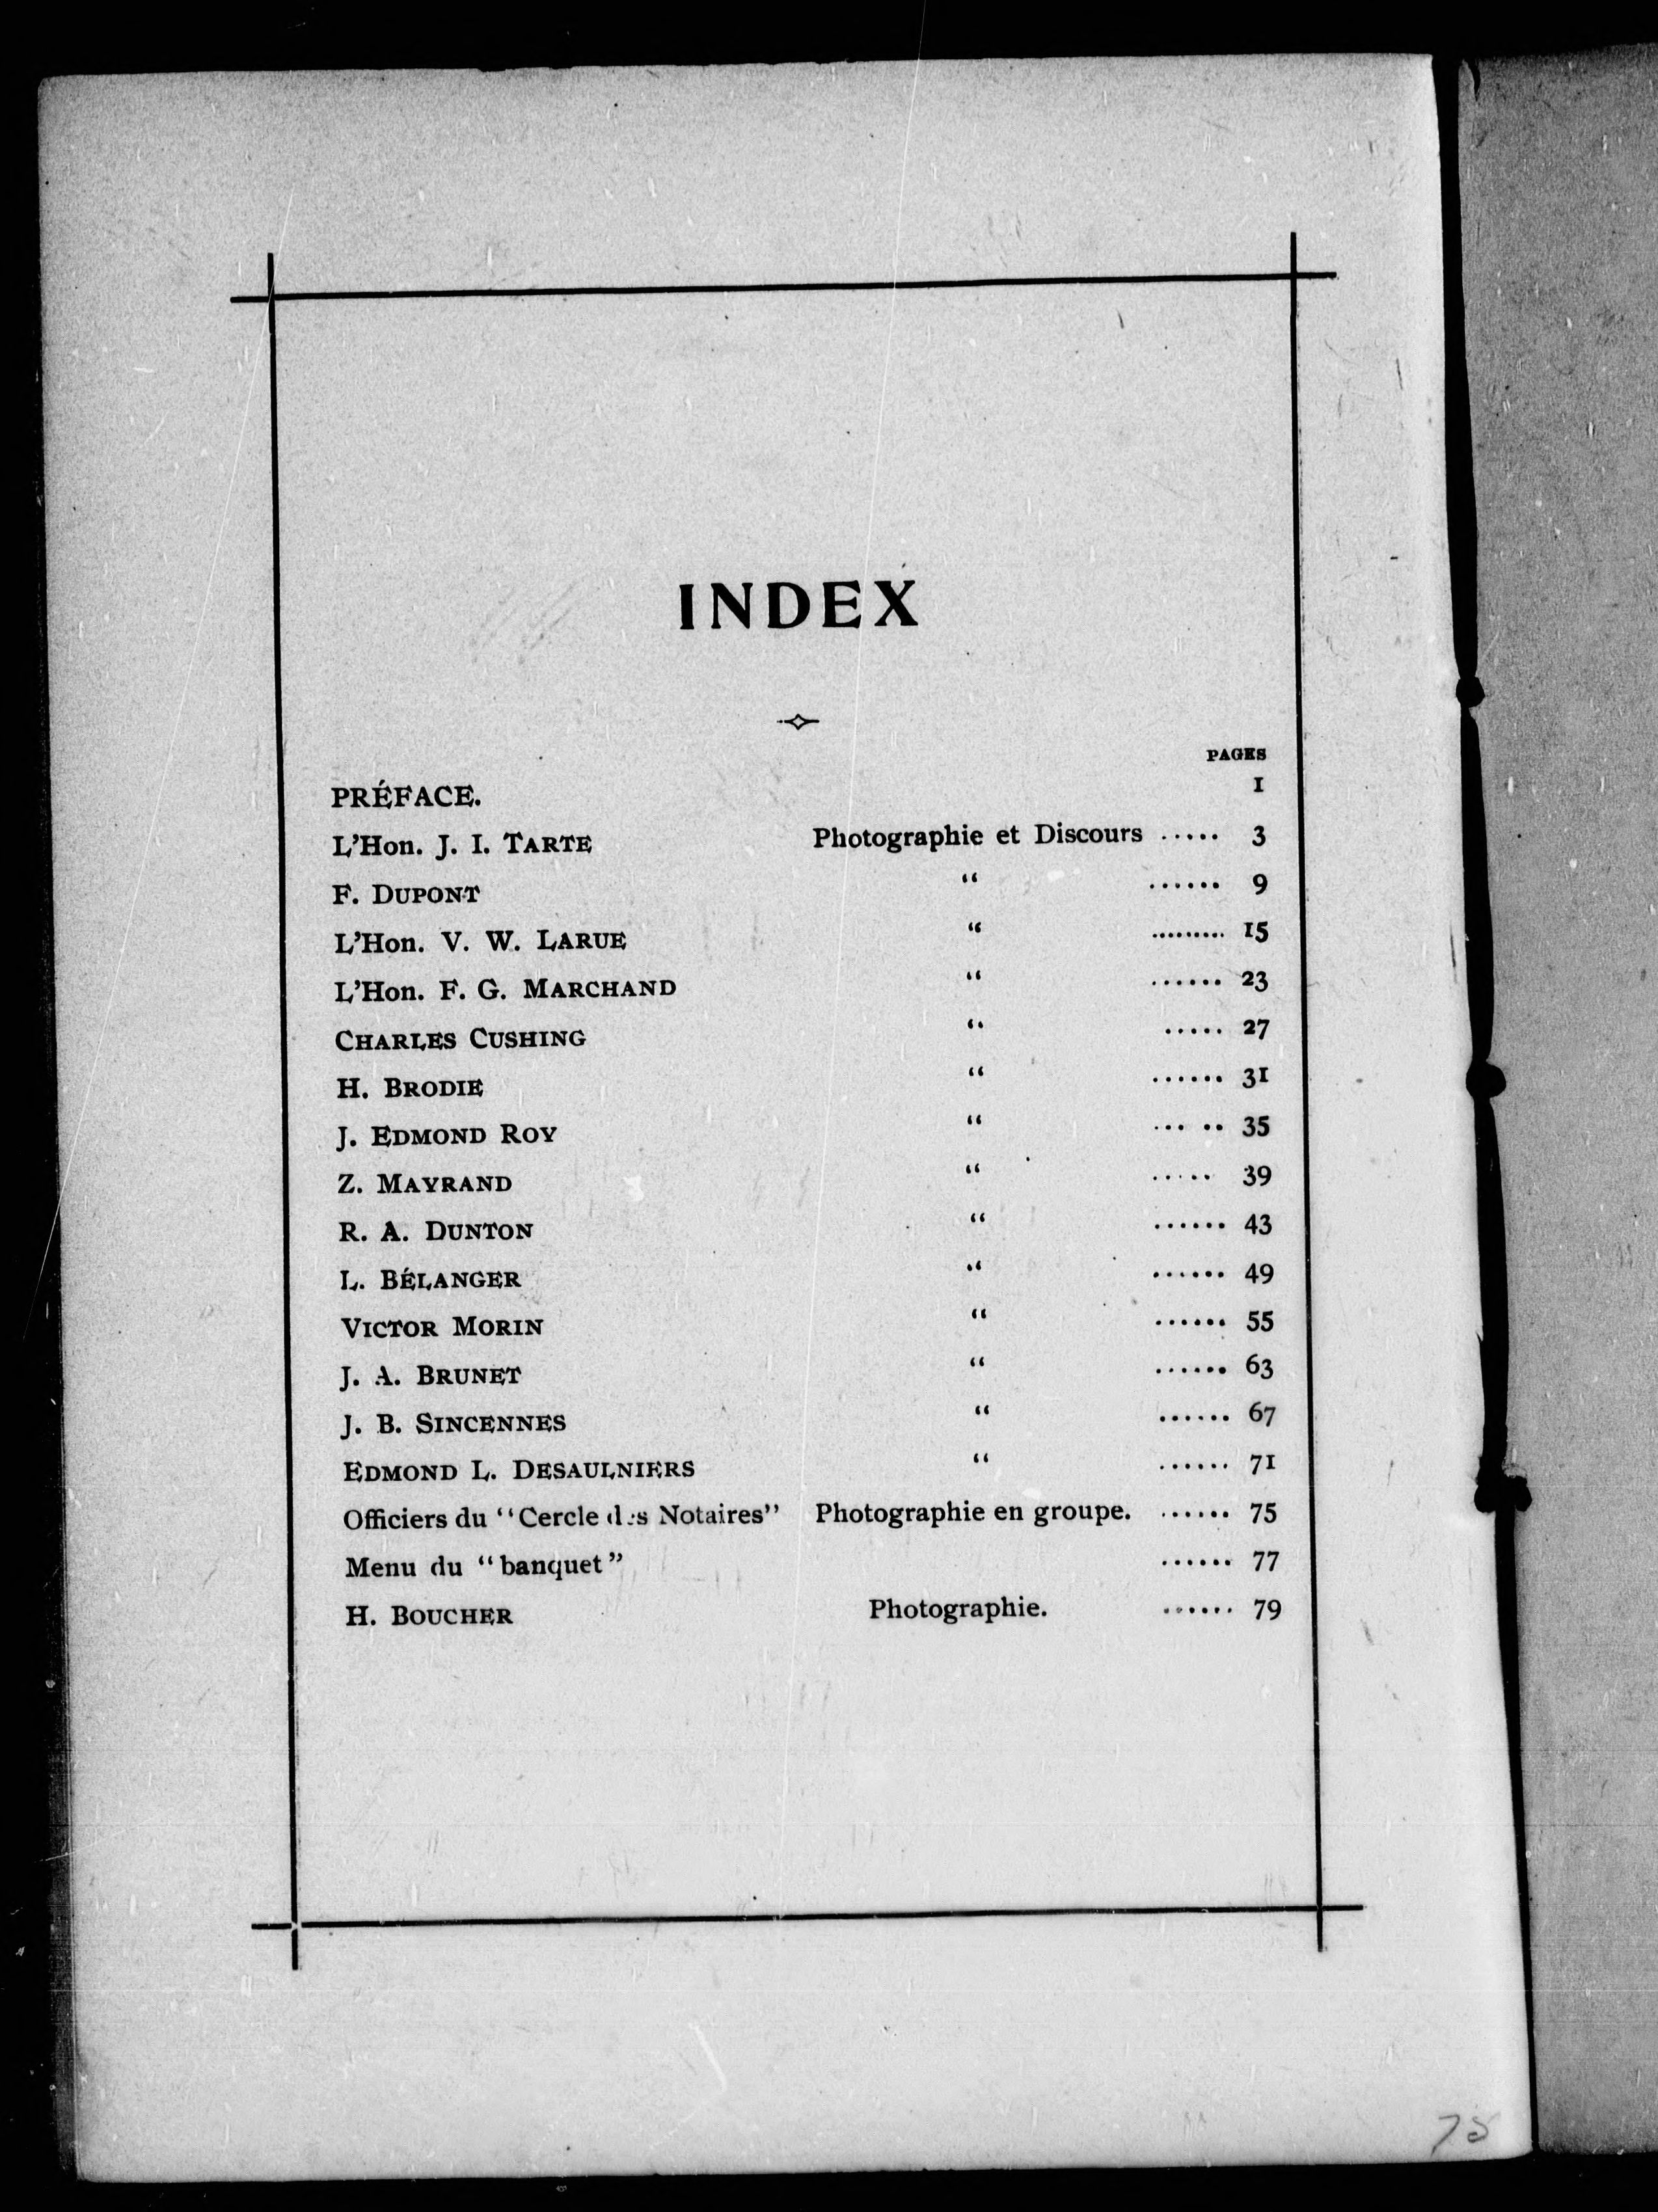 INDEX
PAGES
PRÉFACE. 1
L'Hon. J. I. TARTE Photographie et Discours ..... 3
F. DUPONT “ ...... 9
L'Hon. V. W. LARUE “ ......... 15
L'Hon. F. G. MARCHAND “ ...... 23
CHARLES CUSHING “ ..... 27
H. BRODIE “ ...... 31
J. EDMOND ROY “ ... .. 35
Z. MAYRAND “ ..... 39
R. A. DUNTON “ ...... 43
L. BÉLANGER “ ...... 49
VICTOR MORIN “ ...... 55
J. A. BRUNET “ ...... 63
J. B. SINCENNES “ ...... 67
EDMOND L. DESAULNIERS “ ...... 71
Officiers du “Cercle des Notaires” Photographie en groupe. ...... 75
Menu du “banquet” ...... 77
H. BOUCHER Photographie. ...... 79